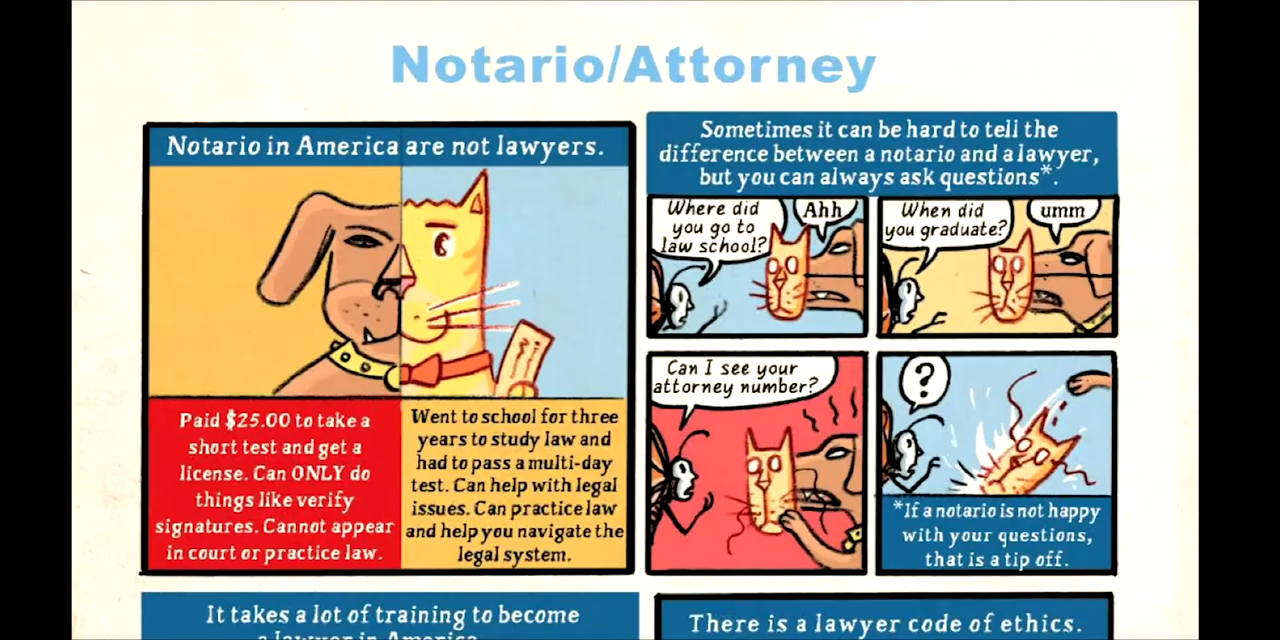 Notario/Attorney
Notario in America are not lawyers.
Paid $25.00 to take a
short test and get a
license. Can ONLY do
things like verify
signatures. Cannot appear
in court or practice law.
Went to school for three
years to study law and
had to pass a multi-day
test. Can help with legal
issues. Can practice law
and help you navigate the
legal system.
Sometimes it can be hard to tell the
difference between a notario and a lawyer,
but you can always ask questions*.
Where did
you go to
law school?
Ahh
When did
you graduate?
umm
Can I see your
attorney number?
?
*If a notario is not happy
with your questions,
that is a tip off.
It takes a lot of training to become
a lawyer in America.
There is a lawyer code of ethics.